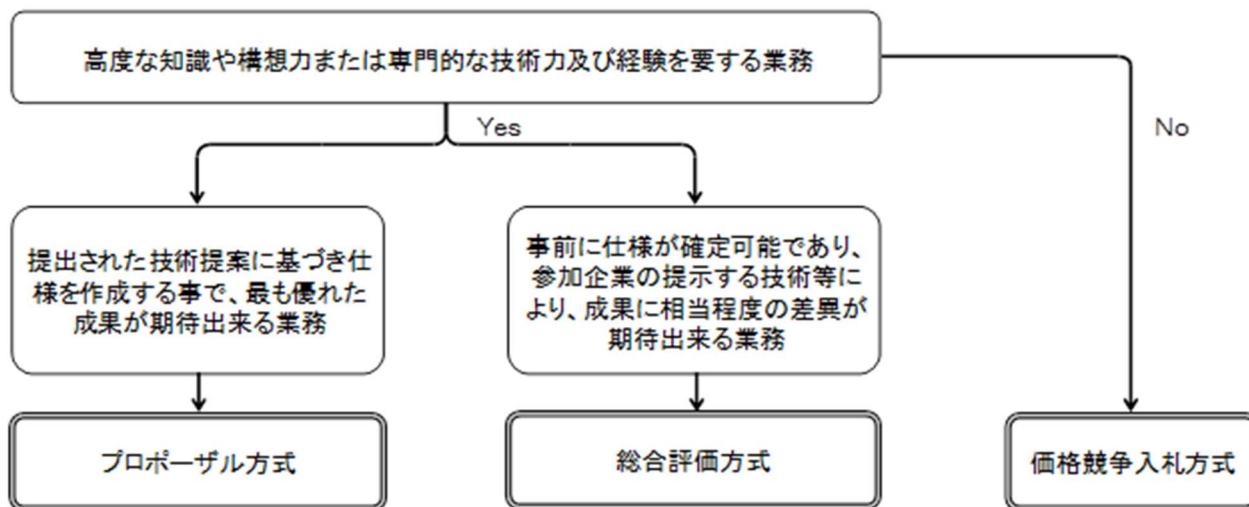 高度な知識や構想力または専門的な技術力及び経験を要する業務
Yes
No
提出された技術提案に基づき仕
様を作成する事で、最も優れた
成果が期待出来る業務
事前に仕様が確定可能であり、
参加企業の提示する技術等に
より、成果に相当程度の差異が
期待出来る業務
プロポーザル方式
総合評価方式
価格競争入札方式